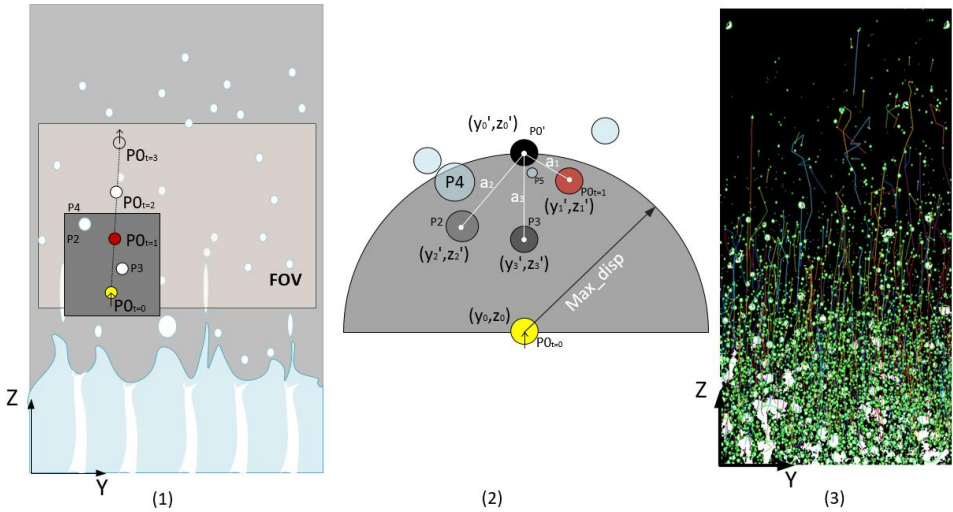 P0t=3
P0t=2
P4
P2
P0t=1
P3
FOV
P0t=0
Z
Y
(1)
(y0',z0')
P0'
a1
P4
a2
P5
P0t=1
a3
(y1',z1')
P2
P3
(y2',z2')
(y3',z3')
Max_disp
(y0,z0)
P0t=0
(2)
Z
Y
(3)